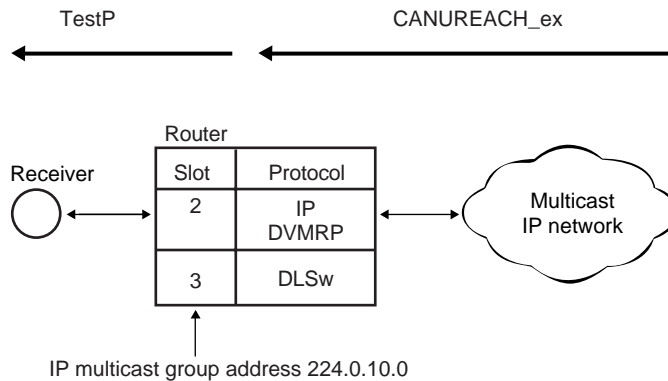 TestP
CANUREACH_ex
Router
Receiver
Slot
Protocol
2
IP
DVMRP
3
DLSw
Multicast
IP network
IP multicast group address 224.0.10.0